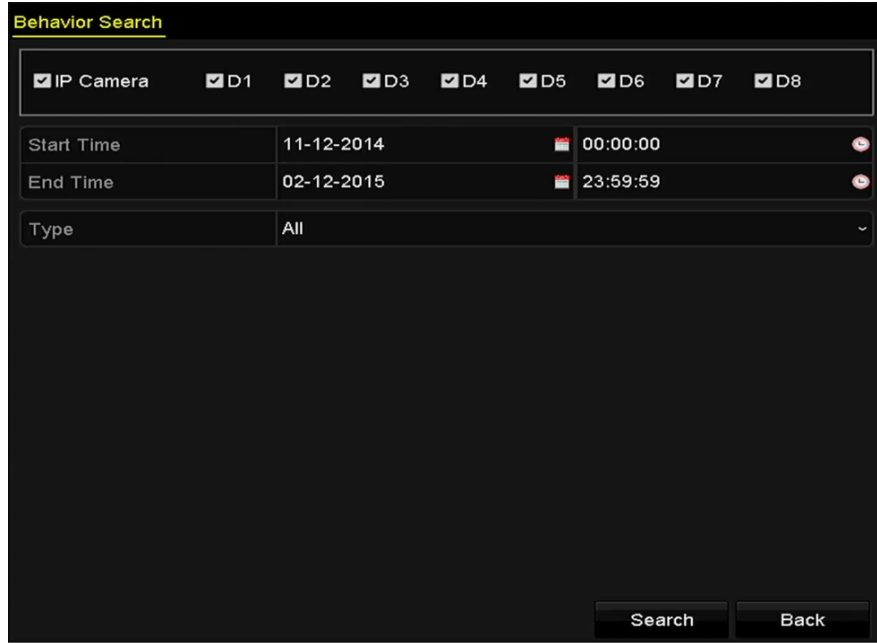 Behavior Search
IP Camera D1 D2 D3 D4 D5 D6 D7 D8
Start Time 11-12-2014 00:00:00
End Time 02-12-2015 23:59:59
Type All
Search Back